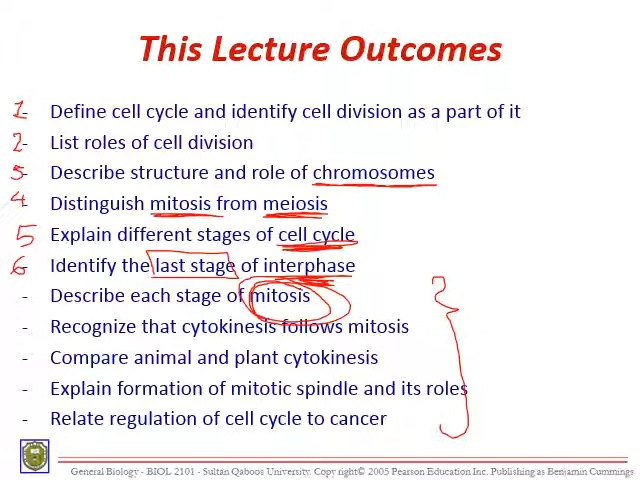 This Lecture Outcomes
1 - Define cell cycle and identify cell division as a part of it
2 - List roles of cell division
3 - Describe structure and role of chromosomes
4 - Distinguish mitosis from meiosis
5 Explain different stages of cell cycle
6 - Identify the last stage of interphase
- Describe each stage of mitosis
- Recognize that cytokinesis follows mitosis
- Compare animal and plant cytokinesis
- Explain formation of mitotic spindle and its roles
- Relate regulation of cell cycle to cancer
General Biology - BIOL 2101 - Sultan Qaboos University. Copy right© 2005 Pearson Education Inc. Publishing as Benjamin Cummings